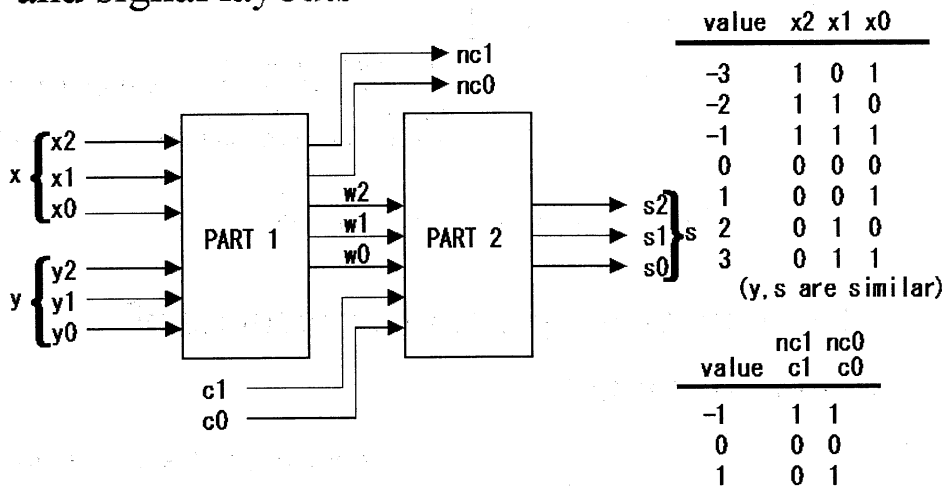 and signal layouts
nc1
nc0
x
x2
x1
x0
y
y2
y1
y0
PART 1
w2
w1
w0
PART 2
s2
s1
s0
s
c1
c0
value x2 x1 x0
-3 1 0 1
-2 1 1 0
-1 1 1 1
0 0 0 0
1 0 0 1
2 0 1 0
3 0 1 1
(y,s are similar)
nc1 nc0
value c1 c0
-1 1 1
0 0 0
1 0 1